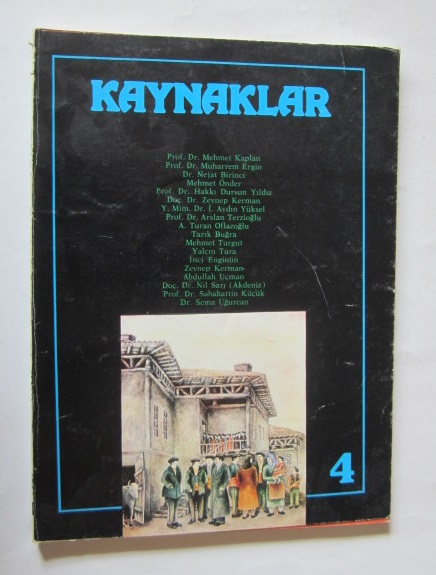 KAYNAKLAR
Prof. Dr. Mehmet Kaplan
Prof. Dr. Muharrem Ergin
Dr. Nejat Birinci
Mehmet Önder
Prof. Dr. Hakkı Dursun Yıldız
Doç. Dr. Zeynep Kerman
Y. Mim. Dr. İ. Aydın Yüksel
Prof. Dr. Arslan Terzioğlu
A. Turan Oflazoğlu
Tarık Buğra
Mehmet Turgut
Yalçın Tura
İnci Enginün
Zeynep Kerman
Abdullah Uçman
Doç. Dr. Nil Sarı (Akdeniz)
Prof. Dr. Sabahattin Küçük
Dr. Sema Uğurcan
4